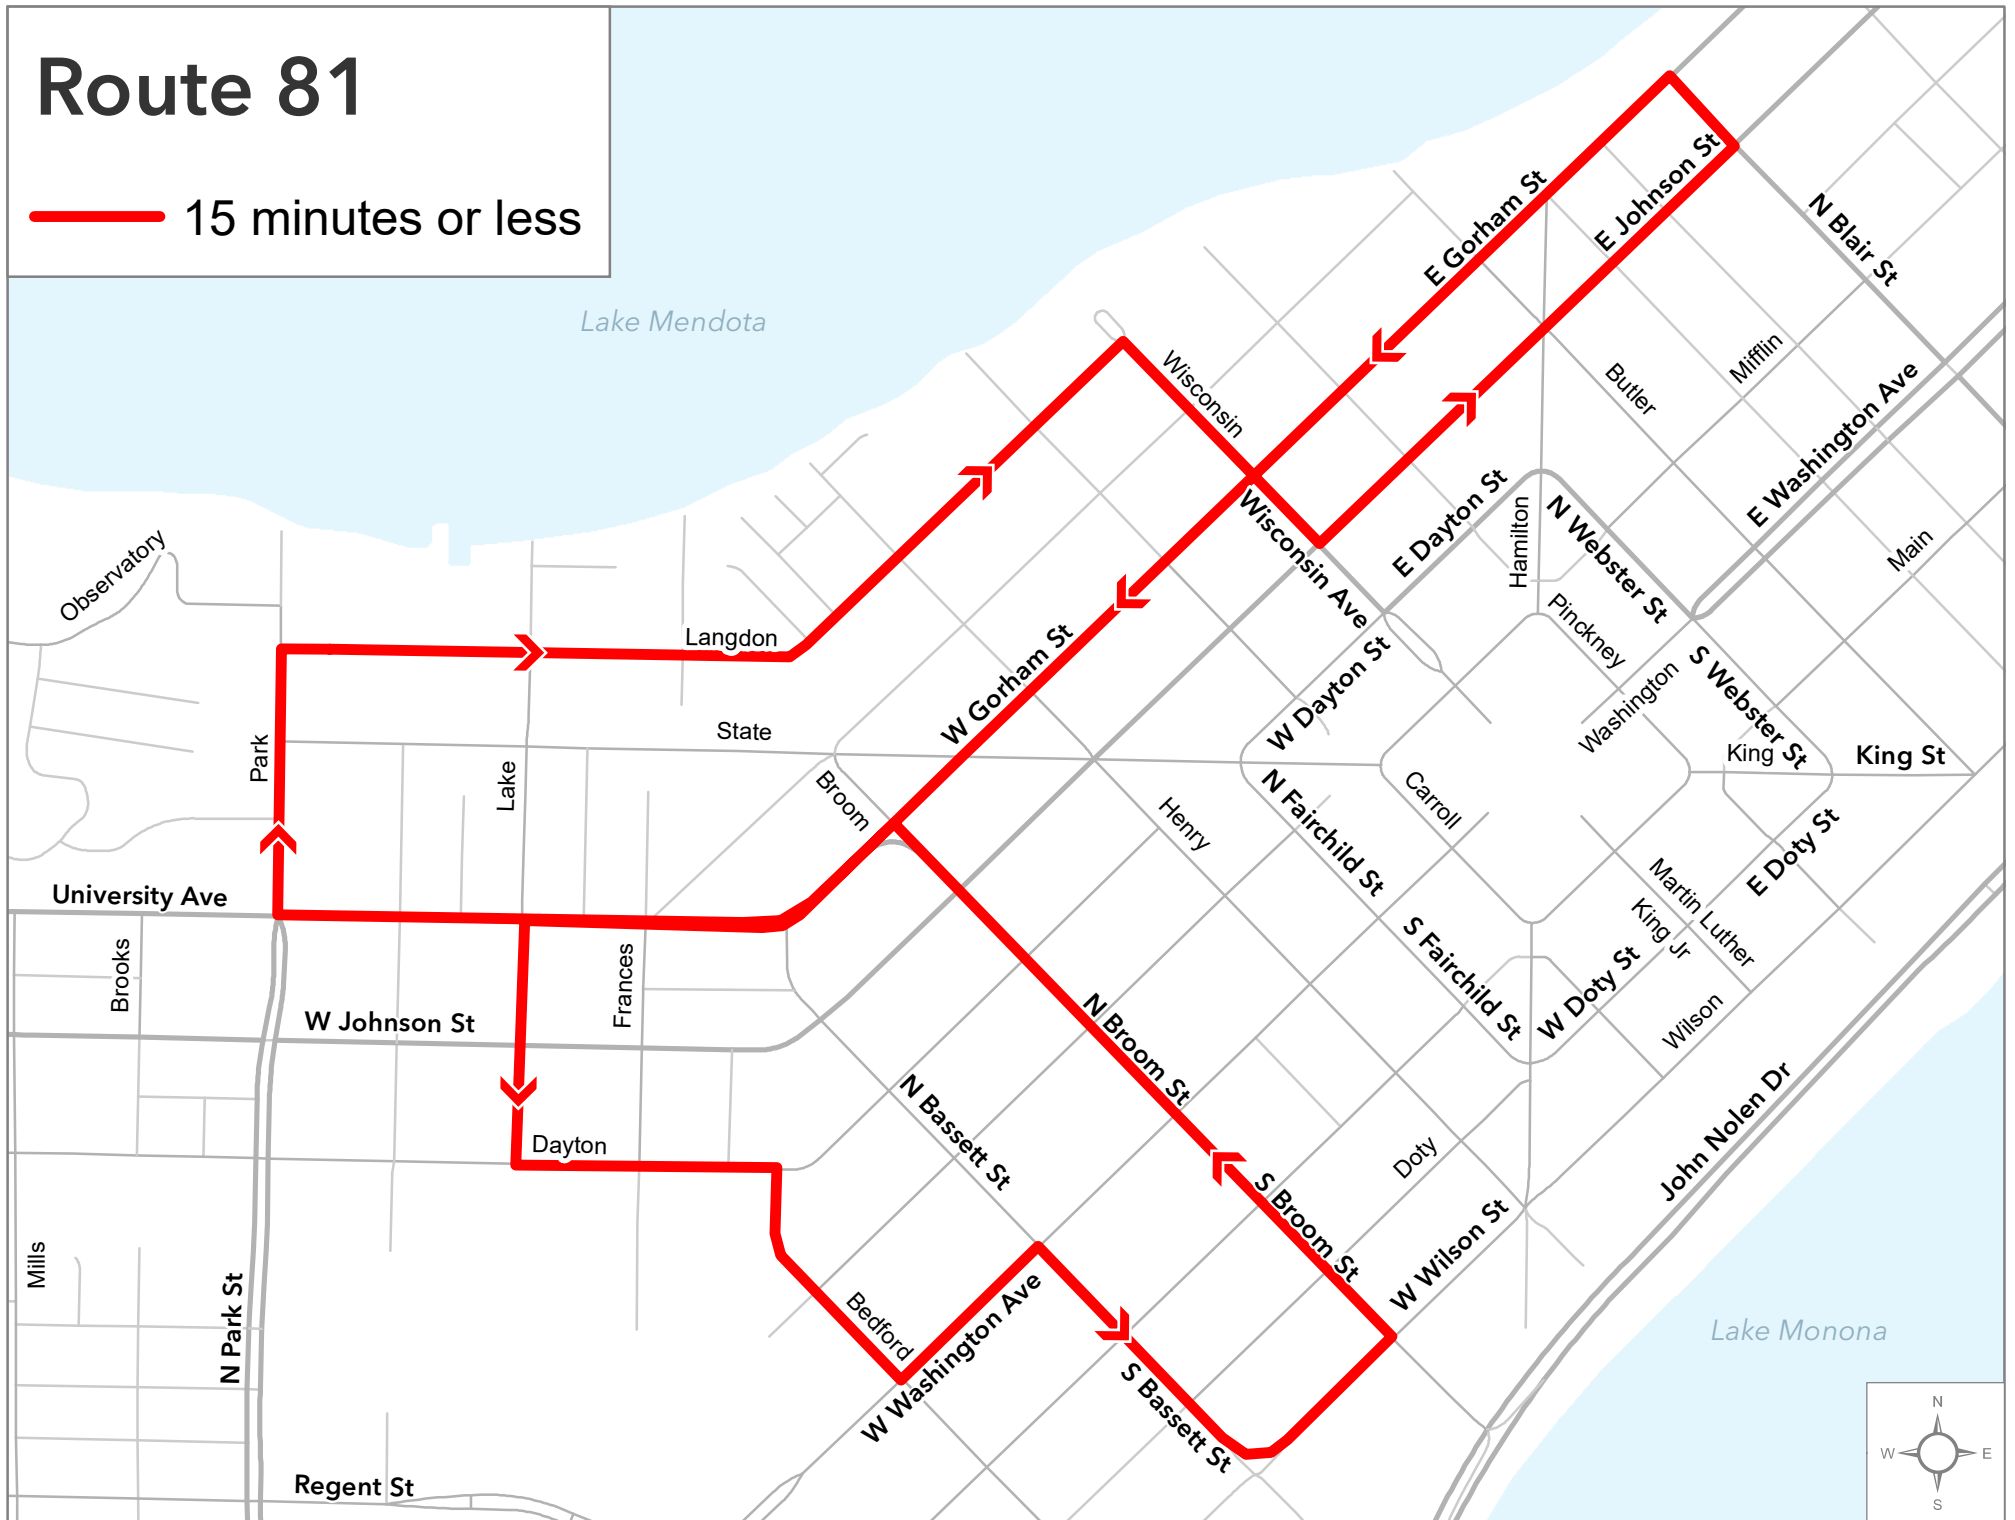 Route 81
15 minutes or less
Lake Mendota
E Gorham St
E Johnson St
N Blair St
Wisconsin
Butler
Mifflin
E Washington Ave
Wisconsin Ave
E Dayton St
Hamilton
N Webster St
Main
Observatory
Langdon
W Gorham St
Pinckney
W Dayton St
Washington
S Webster St
State
King
King St
Park
Lake
Broom
Henry
N Fairchild St
Carroll
E Doty St
University Ave
Martin Luther
King Jr
Brooks
Frances
S Fairchild St
W Doty St
Wilson
W Johnson St
N Broom St
John Nolen Dr
N Bassett St
Dayton
Doty
S Broom St
W Wilson St
Mills
N Park St
Bedford
W Washington Ave
S Bassett St
Lake Monona
Regent St
N
W
E
S